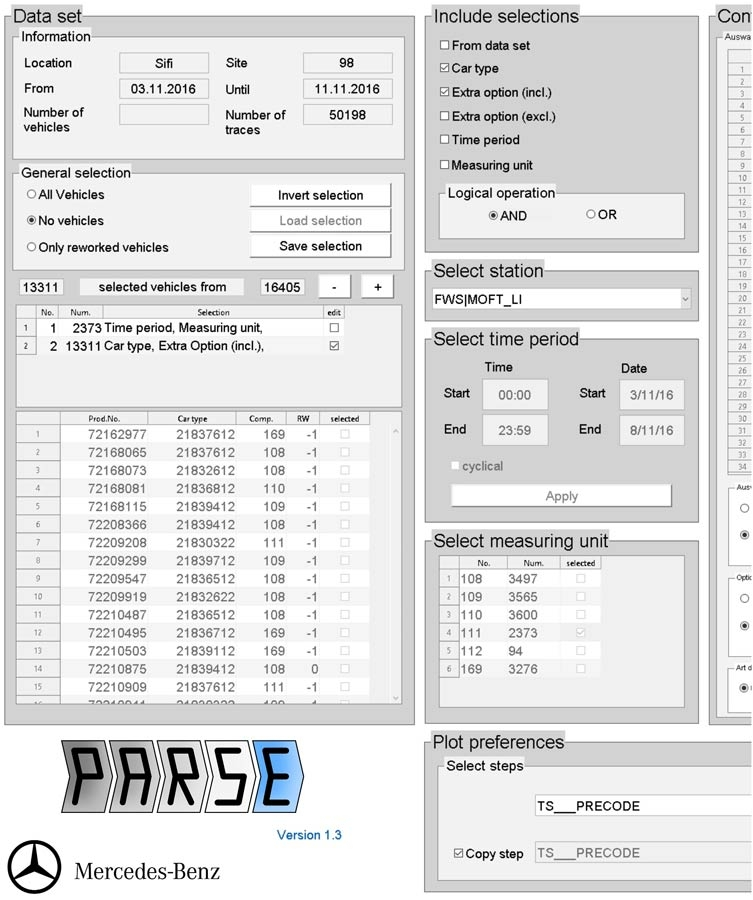 Data set
Information
Location Sifi Site 98
From 03.11.2016 Until 11.11.2016
Number of vehicles Number of traces 50198
General selection
All Vehicles Invert selection
No vehicles Load selection
Only reworked vehicles Save selection
13311 selected vehicles from 16405 - +
No. Num. Selection edit
1 1 2373 Time period, Measuring unit,
2 2 13311 Car type, Extra Option (incl.),
Prod.No. Car type Comp. RW selected
1 72162977 21837612 169 -1
2 72168065 21837612 108 -1
3 72168073 21832612 108 -1
4 72168081 21836812 110 -1
5 72168115 21839412 109 -1
6 72208366 21839412 108 -1
7 72209208 21830322 111 -1
8 72209299 21839712 109 -1
9 72209547 21836512 108 -1
10 72209919 21832622 108 -1
11 72210487 21836512 108 -1
12 72210495 21836712 169 -1
13 72210503 21839112 169 -1
14 72210875 21839412 108 0
15 72210909 21837612 111 -1
PARSE
Version 1.3
Mercedes-Benz
Include selections
From data set
Car type
Extra option (incl.)
Extra option (excl.)
Time period
Measuring unit
Logical operation
AND OR
Select station
FWS|MOFT_LI
Select time period
Time Date
Start 00:00 Start 3/11/16
End 23:59 End 8/11/16
cyclical
Apply
Select measuring unit
No. Num. selected
1 108 3497
2 109 3565
3 110 3600
4 111 2373
5 112 94
6 169 3276
Plot preferences
Select steps
TS___PRECODE
Copy step TS___PRECODE
Con
Auswa
1
2
3
4
5
6
7
8
9
10
11
12
13
14
15
16
17
18
19
20
21
22
23
24
25
26
27
28
29
30
31
32
33
34
Ausw
Optic
Art d